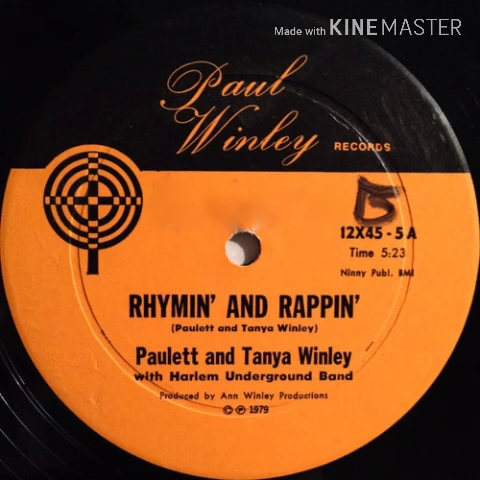 Made with KINEMASTER
Paul
Winley RECORDS
12X45 - 5 A
Time 5:23
Ninny Publ. BMI
RHYMIN' AND RAPPIN'
(Paulett and Tanya Winley)
Paulett and Tanya Winley
with Harlem Underground Band
Produced by Ann Winley Productions
© ℗ 1979